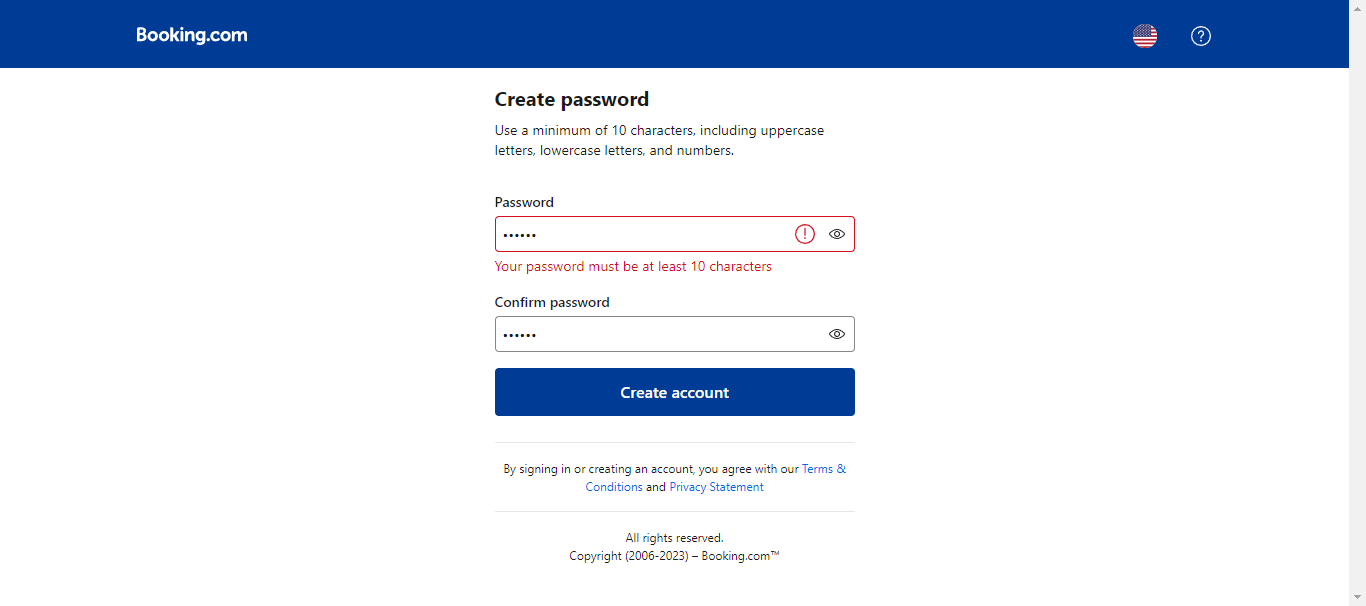 Booking.com
Create password
Use a minimum of 10 characters, including uppercase
letters, lowercase letters, and numbers.
Password
••••••
Your password must be at least 10 characters
Confirm password
••••••
Create account
By signing in or creating an account, you agree with our Terms &
Conditions and Privacy Statement
All rights reserved.
Copyright (2006-2023) – Booking.com™